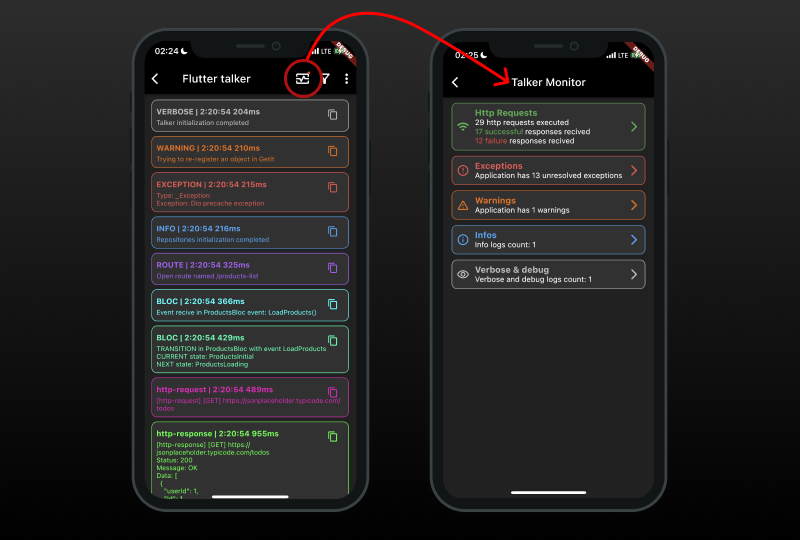 02:24
LTE
DEBUG
Flutter talker
VERBOSE | 2:20:54 204ms
Talker initialization completed
WARNING | 2:20:54 210ms
Trying to re-register an object in GetIt
EXCEPTION | 2:20:54 215ms
Type: _Exception
Exception: Dio precache exception
INFO | 2:20:54 216ms
Repositories initialization completed
ROUTE | 2:20:54 325ms
Open route named /products-list
BLOC | 2:20:54 366ms
Event recive in ProductsBloc event: LoadProducts()
BLOC | 2:20:54 429ms
TRANSITION in ProductsBloc with event LoadProducts
CURRENT state: ProductsInitial
NEXT state: ProductsLoading
http-request | 2:20:54 489ms
[http-request] [GET] https://jsonplaceholder.typicode.com/
todos
http-response | 2:20:54 955ms
[http-response] [GET] https://
jsonplaceholder.typicode.com/todos
Status: 200
Message: OK
Data: [
{
"userId": 1,
"id": 1,
02:25
LTE
DEBUG
Talker Monitor
Http Requests
29 http requests executed
17 successful responses recived
12 failure responses recived
Exceptions
Application has 13 unresolved exceptions
Warnings
Application has 1 warnings
Infos
Info logs count: 1
Verbose & debug
Verbose and debug logs count: 1